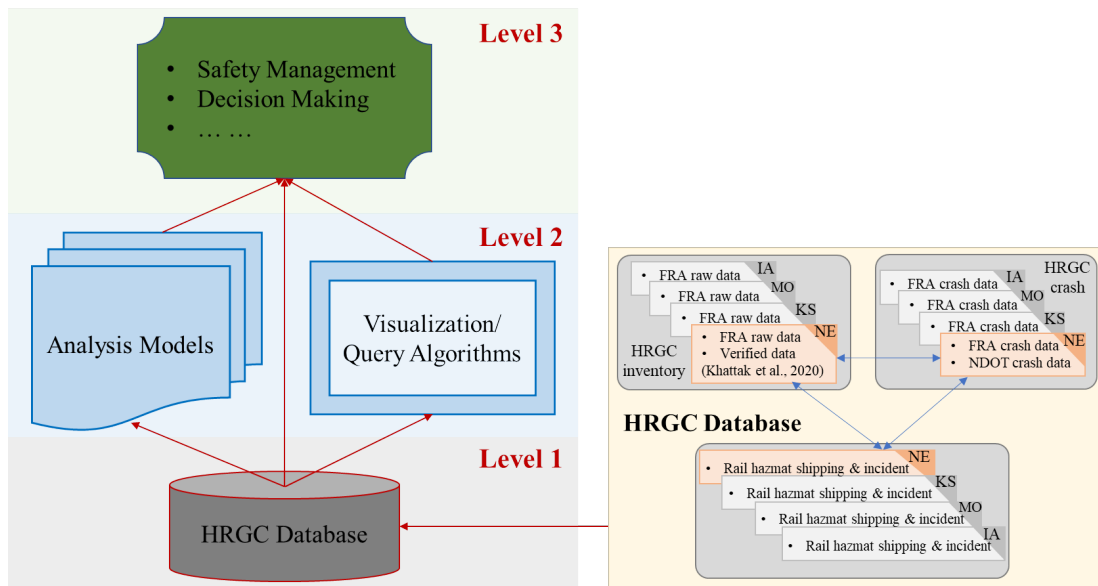 Level 3
• Safety Management
• Decision Making
• … …
Level 2
Analysis Models
Visualization/
Query Algorithms
Level 1
HRGC Database
• FRA raw data
IA
• FRA raw data
MO
• FRA raw data
KS
• FRA raw data
NE
• Verified data
(Khattak et al., 2020)
HRGC
inventory
• FRA crash data
IA
HRGC
crash
• FRA crash data
MO
• FRA crash data
KS
• FRA crash data
NE
• NDOT crash data
HRGC Database
• Rail hazmat shipping & incident
NE
• Rail hazmat shipping & incident
KS
• Rail hazmat shipping & incident
MO
• Rail hazmat shipping & incident
IA